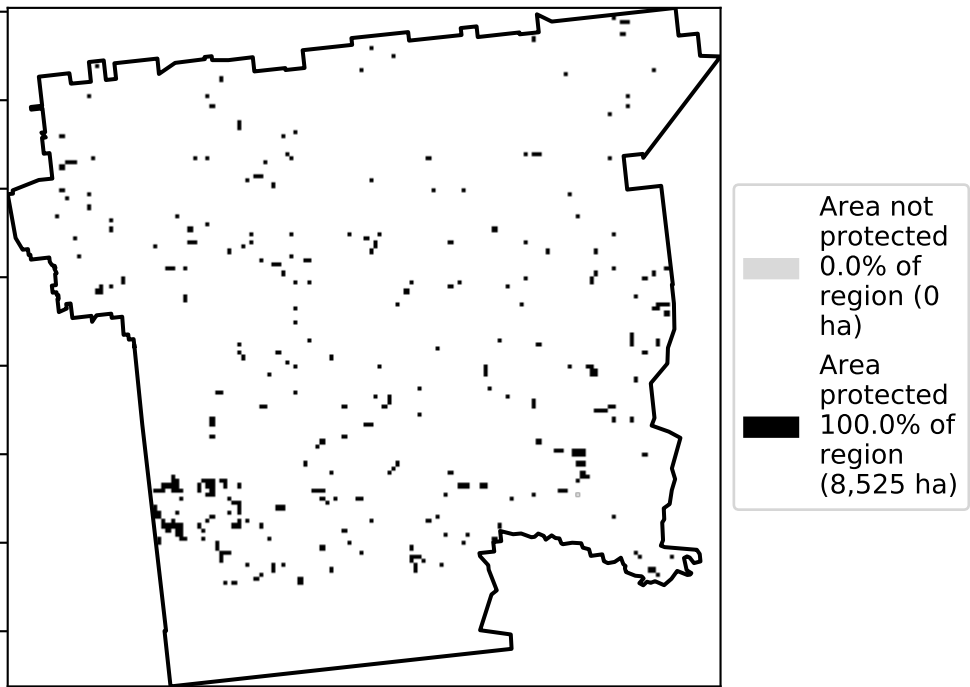 Area not
protected
0.0% of
region (0
ha)
Area
protected
100.0% of
region
(8,525 ha)